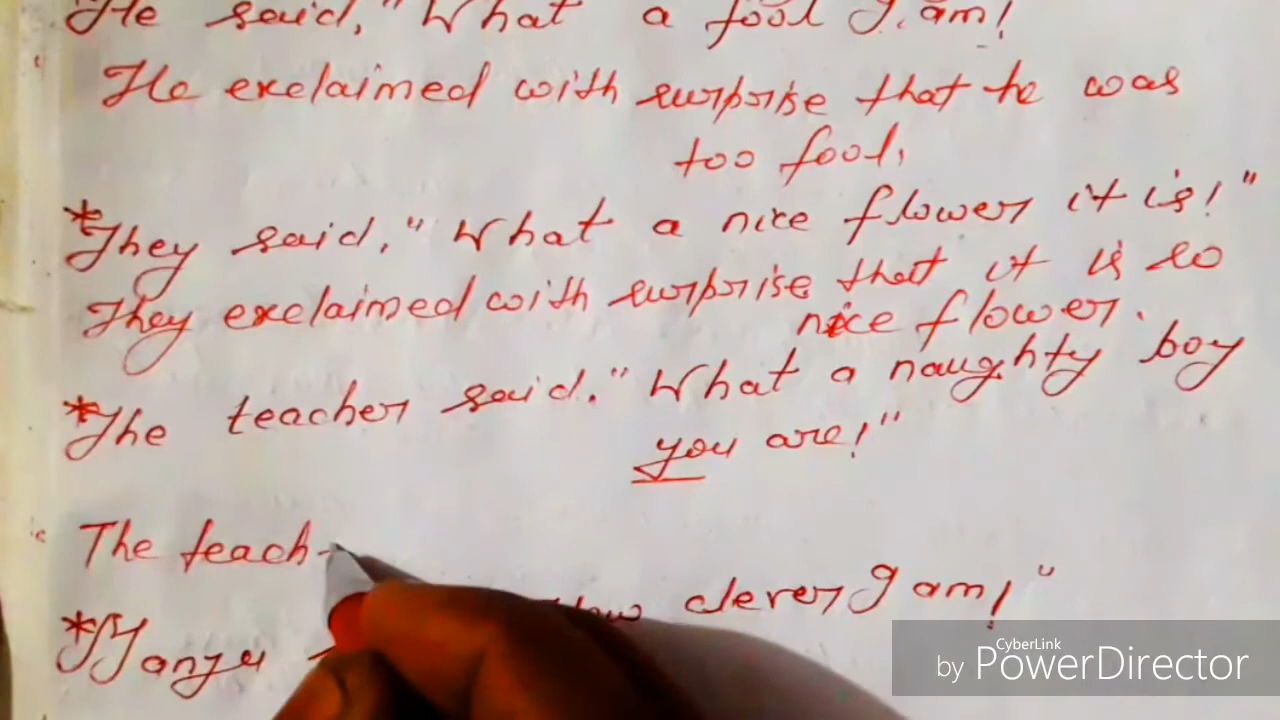 He said, "What a fool I am!
He exclaimed with surprise that he was
too fool.
*They said, "What a nice flower it is!"
They exclaimed with surprise that it is so
nice flower.
*The teacher said. "What a naughty boy
you are!"
The teach
* said How clever I am!"
CyberLink
by PowerDirector